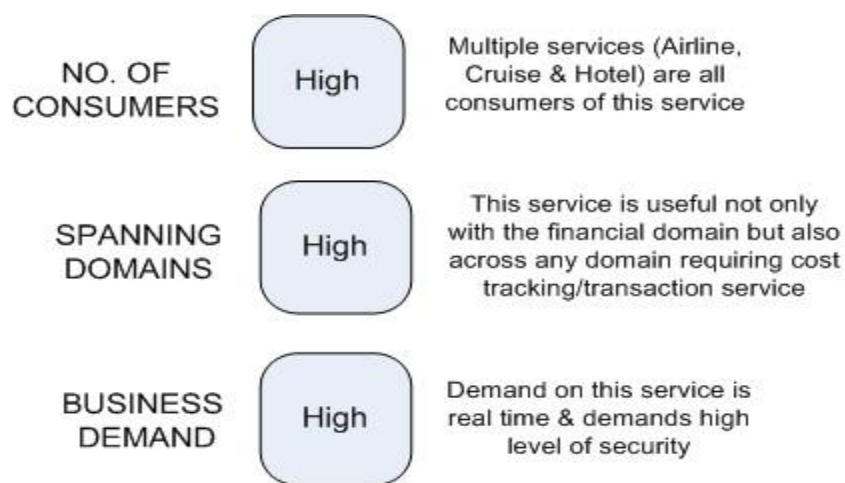 NO. OF
CONSUMERS
High
Multiple services (Airline,
Cruise & Hotel) are all
consumers of this service
SPANNING
DOMAINS
High
This service is useful not only
with the financial domain but also
across any domain requiring cost
tracking/transaction service
BUSINESS
DEMAND
High
Demand on this service is
real time & demands high
level of security